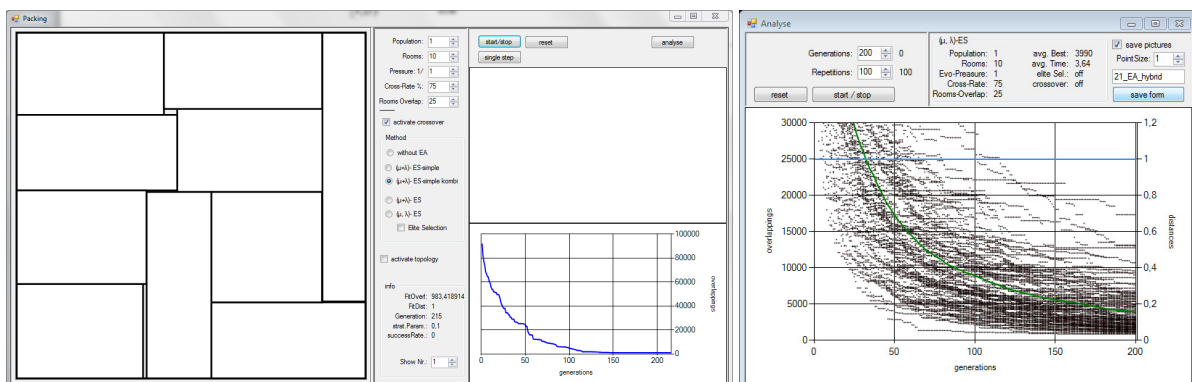 Packing
Population: 1
Rooms: 10
Pressure: 1/ 1
Cross-Rate %: 75
Rooms Overlap: 25
activate crossover
Method
without EA
(μ+λ)- ES-simple
(μ+λ)- ES-simple kombi
(μ+λ)- ES
(μ, λ)- ES
Elite Selection
activate topology
info
FitOverl: 983,418914
FitDist: 1
Generation: 215
strat.Param.: 0,1
successRate.: 0
Show Nr.: 1
start/stop reset analyse
single step
100000
80000
60000
40000
20000
0
overlappings
0 50 100 150 200
generations
Analyse
Generations: 200 0
Repetitions: 100 100
reset start / stop
(μ, λ)-ES
Population: 1 avg. Best: 3990
Rooms: 10 avg. Time: 3,64
Evo-Preasure: 1 elite Sel.: off
Cross-Rate: 75 crossover: off
Rooms-Overlap: 25
save pictures
PointSize: 1
21_EA_hybrid
save form
30000 1,2
25000 1
20000 0,8
15000 0,6
10000 0,4
5000 0,2
0 0
overlappings
distances
0 50 100 150 200
generations